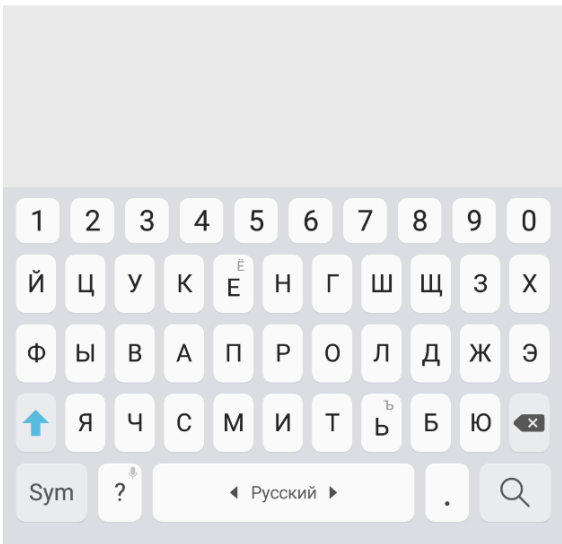 1 2 3 4 5 6 7 8 9 0
Й Ц У К Е Ё Н Г Ш Щ З Х
Ф Ы В А П Р О Л Д Ж Э
Я Ч С М И Т Ь Ъ Б Ю
Sym ? Русский .